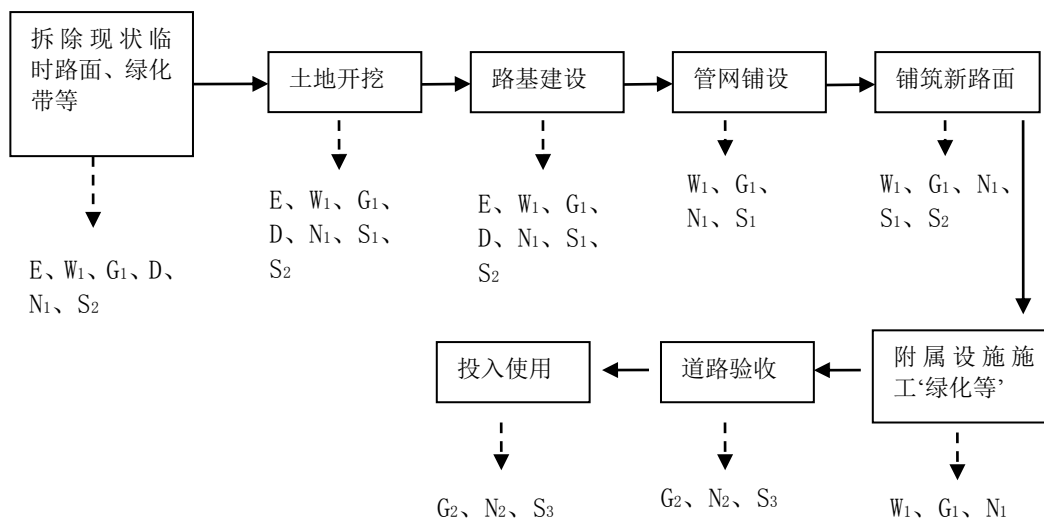 拆除现状临
时路面、绿化
带等
土地开挖
路基建设
管网铺设
铺筑新路面
E、W₁、G₁、D、
N₁、S₂
E、W₁、G₁、
D、N₁、S₁、
S₂
E、W₁、G₁、
D、N₁、S₁、
S₂
W₁、G₁、
N₁、S₁
W₁、G₁、N₁、
S₁、S₂
附属设施施
工‘绿化等’
道路验收
投入使用
W₁、G₁、N₁
G₂、N₂、S₃
G₂、N₂、S₃